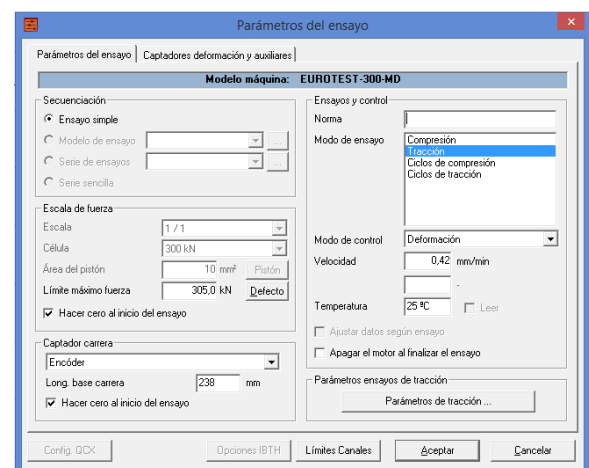 Parámetros del ensayo
Parámetros del ensayo
Captadores deformación y auxiliares
Modelo máquina: EUROTEST-300-MD
Secuenciación
Ensayo simple
Modelo de ensayo
...
Serie de ensayos
...
Serie sencilla
Escala de fuerza
Escala 1 / 1
Célula 300 kN
Área del pistón 10 mm² Pistón
Límite máximo fuerza 305,0 kN Defecto
Hacer cero al inicio del ensayo
Captador carrera
Encóder
Long. base carrera 238 mm
Hacer cero al inicio del ensayo
Ensayos y control
Norma
Modo de ensayo
Compresión
Tracción
Ciclos de compresión
Ciclos de tracción
Modo de control Deformación
Velocidad 0,42 mm/min
.
Temperatura 25 ºC Leer
Ajustar datos según ensayo
Apagar el motor al finalizar el ensayo
Parámetros ensayos de tracción
Parámetros de tracción ...
Config. QCX
Opciones IBTH
Límites Canales
Aceptar
Cancelar